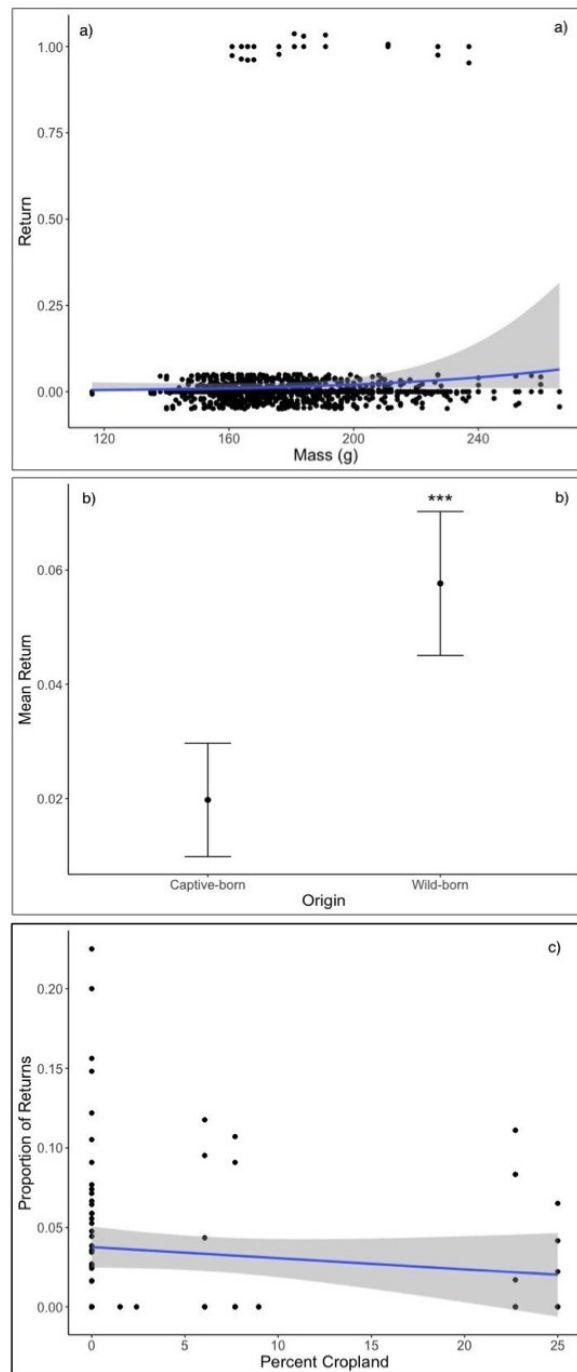 a) a)
1.00
0.75
0.50
0.25
0.00
Return
120 160 200 240
Mass (g)
b) b)
***
0.06
0.04
0.02
Mean Return
Captive-born Wild-born
Origin
c)
0.20
0.15
0.10
0.05
0.00
Proportion of Returns
0 5 10 15 20 25
Percent Cropland